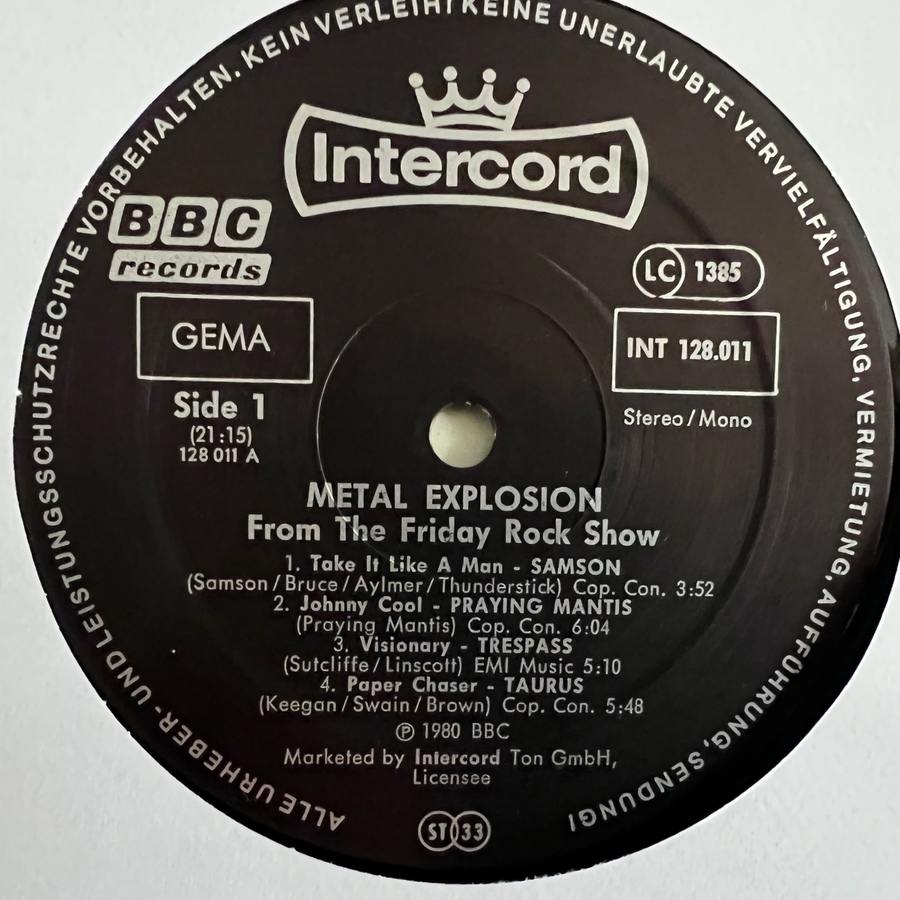 ALLE URHEBER- UND LEISTUNGSSCHUTZRECHTE VORBEHALTEN. KEIN VERLEIH! KEINE UNERLAUBTE VERVIELFÄLTIGUNG, VERMIETUNG, AUFFÜHRUNG, SENDUNG!
Intercord
BBC
records
LC 1385
GEMA
INT 128.011
Side 1
(21:15)
128 011 A
Stereo/Mono
METAL EXPLOSION
From The Friday Rock Show
1. Take It Like A Man - SAMSON
(Samson/Bruce/Aylmer/Thunderstick) Cop. Con. 3:52
2. Johnny Cool - PRAYING MANTIS
(Praying Mantis) Cop. Con. 6:04
3. Visionary - TRESPASS
(Sutcliffe/Linscott) EMI Music 5:10
4. Paper Chaser - TAURUS
(Keegan/Swain/Brown) Cop. Con. 5:48
℗ 1980 BBC
Marketed by Intercord Ton GmbH,
Licensee
ST 33